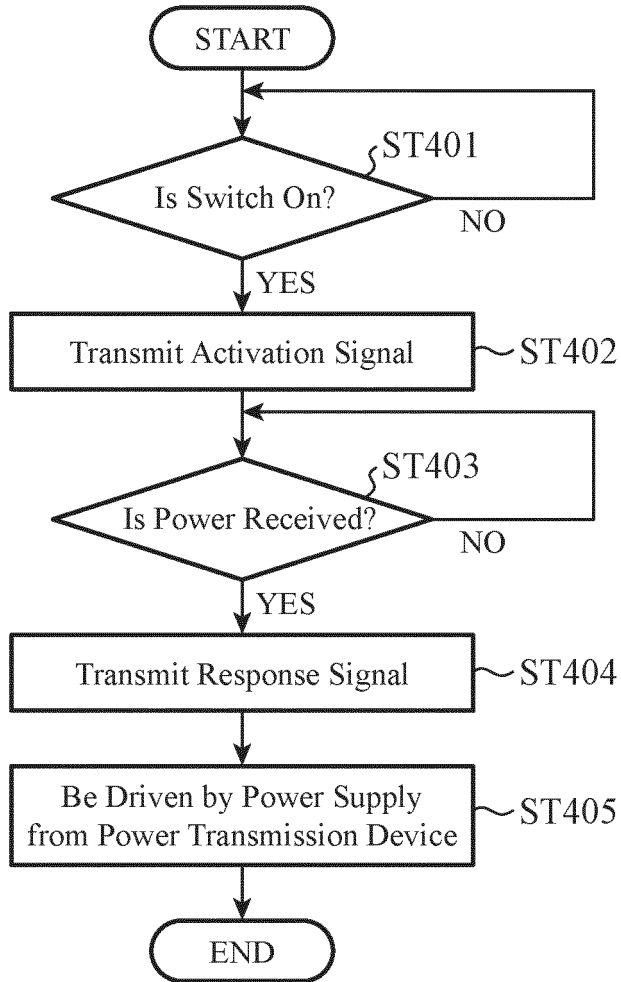 START
ST401
Is Switch On?
NO
YES
Transmit Activation Signal
ST402
ST403
Is Power Received?
NO
YES
Transmit Response Signal
ST404
Be Driven by Power Supply
from Power Transmission Device
ST405
END